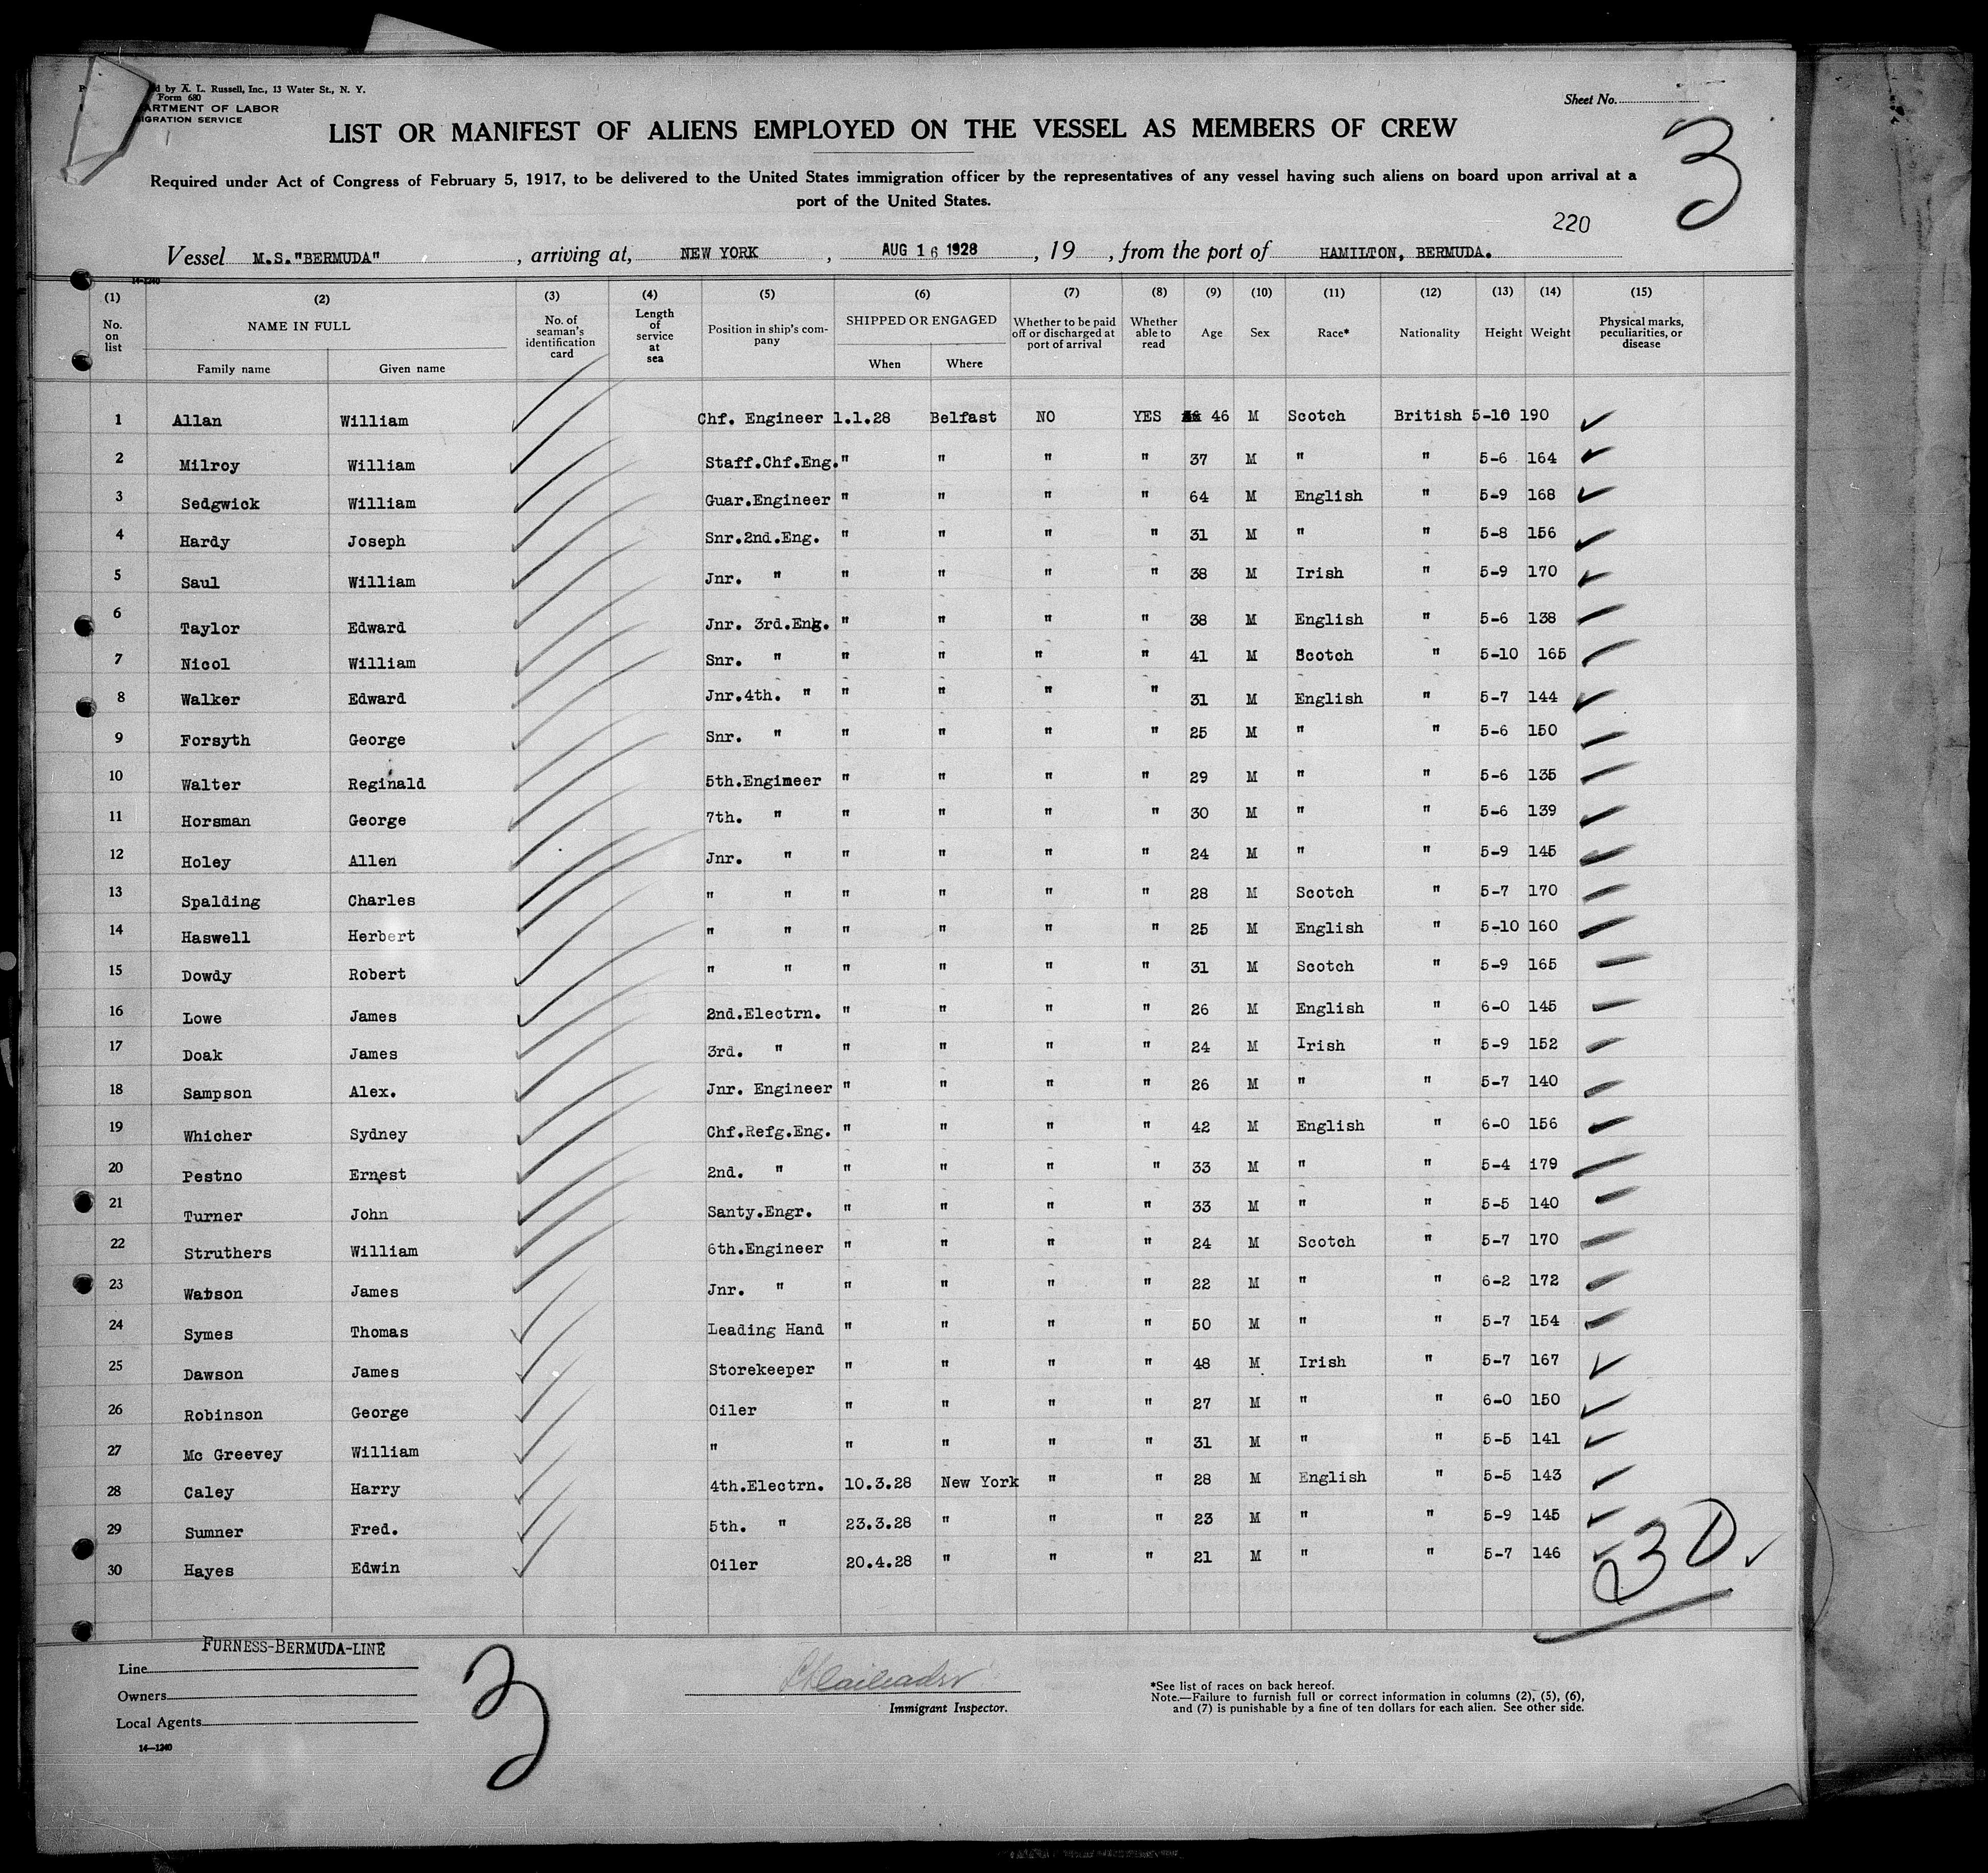 d by A. L. Russell, Inc., 13 Water St., N. Y.
Form 680
ARTMENT OF LABOR
IGRATION SERVICE
Sheet No.
3
LIST OR MANIFEST OF ALIENS EMPLOYED ON THE VESSEL AS MEMBERS OF CREW
Required under Act of Congress of February 5, 1917, to be delivered to the United States immigration officer by the representatives of any vessel having such aliens on board upon arrival at a
port of the United States.
220
Vessel M.S."BERMUDA" , arriving at, NEW YORK , AUG 16 1928 , 19 , from the port of HAMILTON, BERMUDA.
14-1240
(1) (2) (3) (4) (5) (6) (7) (8) (9) (10) (11) (12) (13) (14) (15)
No. on list NAME IN FULL Family name Given name No. of seaman's identification card Length of service at sea Position in ship's company SHIPPED OR ENGAGED When Where Whether to be paid off or discharged at port of arrival Whether able to read Age Sex Race* Nationality Height Weight Physical marks, peculiarities, or disease
1 Allan William Chf. Engineer 1.1.28 Belfast NO YES 46 M Scotch British 5-10 190
2 Milroy William Staff.Chf.Eng. " " " " 37 M " " 5-6 164
3 Sedgwick William Guar.Engineer " " " " 64 M English " 5-9 168
4 Hardy Joseph Snr.2nd.Eng. " " " " 31 M " " 5-8 156
5 Saul William Jnr. " " " " " 38 M Irish " 5-9 170
6 Taylor Edward Jnr. 3rd.Eng. " " " " 38 M English " 5-6 138
7 Nicol William Snr. " " " " " 41 M Scotch " 5-10 165
8 Walker Edward Jnr.4th. " " " " " 31 M English " 5-7 144
9 Forsyth George Snr. " " " " " 25 M " " 5-6 150
10 Walter Reginald 5th.Engineer " " " " 29 M " " 5-6 135
11 Horsman George 7th. " " " " " 30 M " " 5-6 139
12 Holey Allen Jnr. " " " " " 24 M " " 5-9 145
13 Spalding Charles " " " " " " 28 M Scotch " 5-7 170
14 Haswell Herbert " " " " " " 25 M English " 5-10 160
15 Dowdy Robert " " " " " " 31 M Scotch " 5-9 165
16 Lowe James 2nd.Electrn. " " " " 26 M English " 6-0 145
17 Doak James 3rd. " " " " " 24 M Irish " 5-9 152
18 Sampson Alex. Jnr. Engineer " " " " 26 M " " 5-7 140
19 Whicher Sydney Chf.Refg.Eng. " " " " 42 M English " 6-0 156
20 Pestno Ernest 2nd. " " " " " 33 M " " 5-4 179
21 Turner John Santy.Engr. " " " " 33 M " " 5-5 140
22 Struthers William 6th.Engineer " " " " 24 M Scotch " 5-7 170
23 Watson James Jnr. " " " " " 22 M " " 6-2 172
24 Symes Thomas Leading Hand " " " " 50 M " " 5-7 154
25 Dawson James Storekeeper " " " " 48 M Irish " 5-7 167
26 Robinson George Oiler " " " " 27 M " " 6-0 150
27 Mc Greevey William " " " " " 31 M " " 5-5 141
28 Caley Harry 4th.Electrn. 10.3.28 New York " " 28 M English " 5-5 143
29 Sumner Fred. 5th. " 23.3.28 " " " 23 M " " 5-9 145
30 Hayes Edwin Oiler 20.4.28 " " " 21 M " " 5-7 146
30
FURNESS-BERMUDA-LINE
Line
Owners
Local Agents
14-1240
3
Immigrant Inspector.
*See list of races on back hereof.
Note.—Failure to furnish full or correct information in columns (2), (5), (6),
and (7) is punishable by a fine of ten dollars for each alien. See other side.